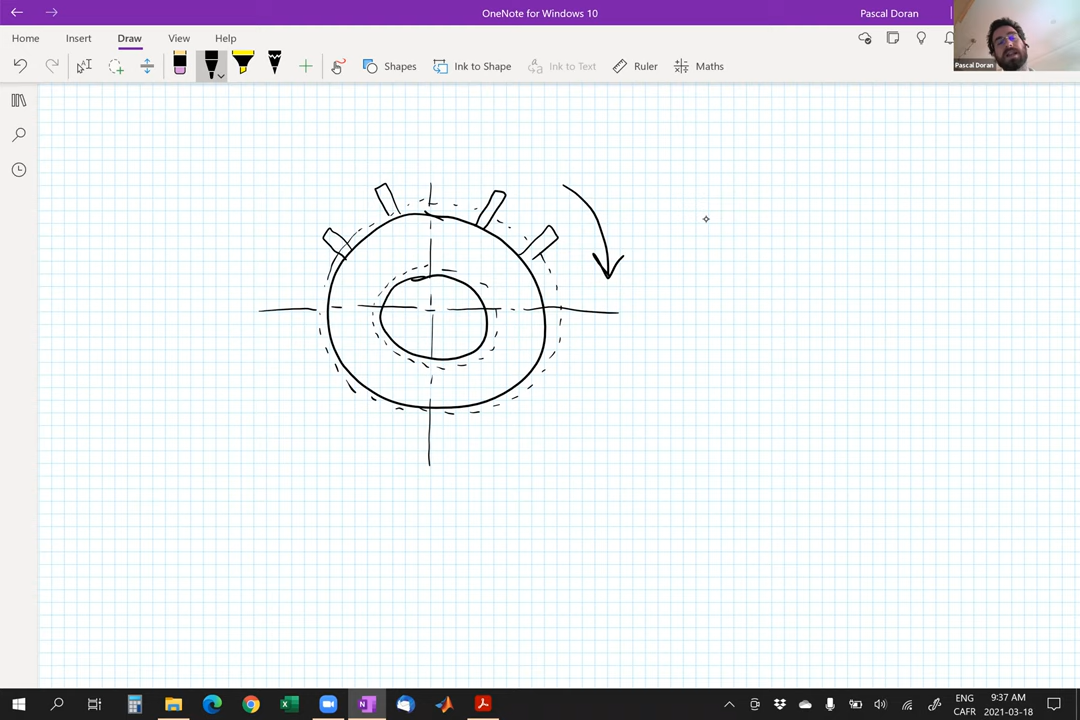 OneNote for Windows 10
Pascal Doran
Home
Insert
Draw
View
Help
Shapes
Ink to Shape
Ink to Text
Ruler
Maths
Pascal Doran
ENG
CAFR
9:37 AM
2021-03-18